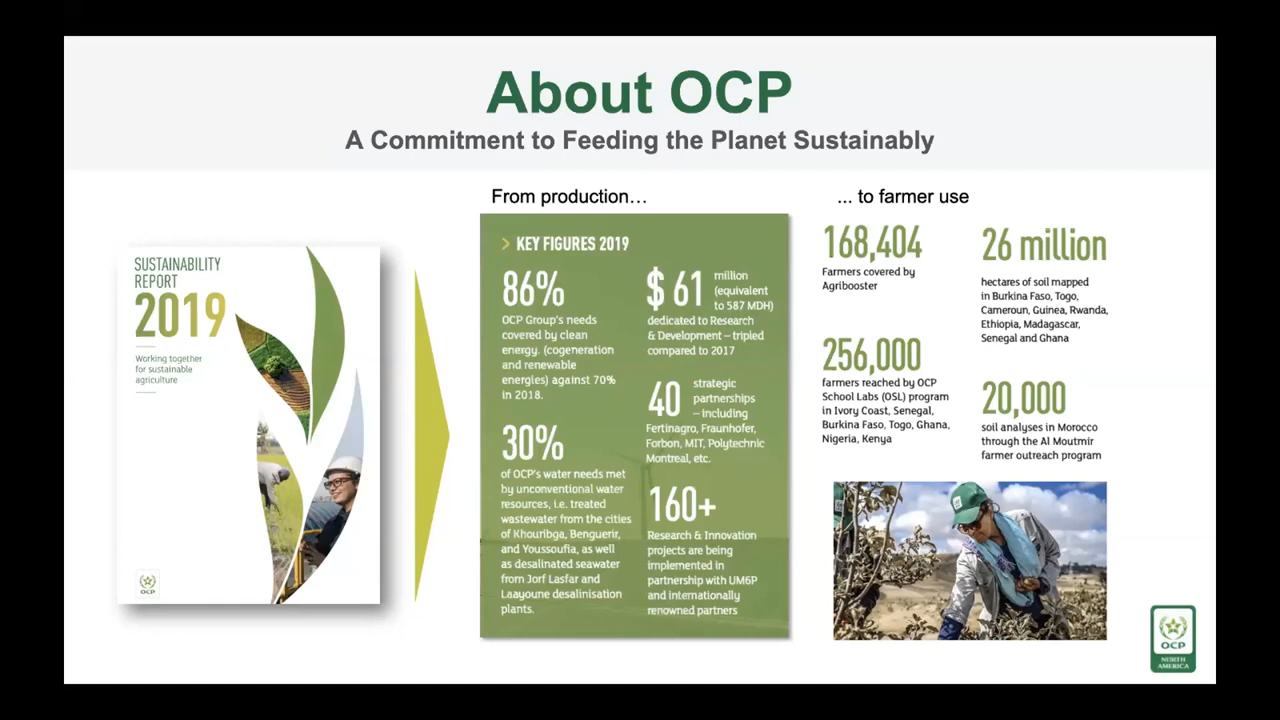 About OCP
A Commitment to Feeding the Planet Sustainably
SUSTAINABILITY
REPORT
2019
Working together
for sustainable
agriculture
OCP
From production...
> KEY FIGURES 2019
86%
OCP Group's needs
covered by clean
energy. (cogeneration
and renewable
energies) against 70%
in 2018.
30%
of OCP's water needs met
by unconventional water
resources, i.e. treated
wastewater from the cities
of Khouribga, Benguerir,
and Youssoufia, as well
as desalinated seawater
from Jorf Lasfar and
Laayoune desalinisation
plants.
$ 61 million
(equivalent
to 587 MDH)
dedicated to Research
& Development – tripled
compared to 2017
40 strategic
partnerships
– including
Fertinagro, Fraunhofer,
Forbon, MIT, Polytechnic
Montreal, etc.
160+
Research & Innovation
projects are being
implemented in
partnership with UM6P
and internationally
renowned partners
... to farmer use
168,404
Farmers covered by
Agribooster
256,000
farmers reached by OCP
School Labs (OSL) program
in Ivory Coast, Senegal,
Burkina Faso, Togo, Ghana,
Nigeria, Kenya
26 million
hectares of soil mapped
in Burkina Faso, Togo,
Cameroun, Guinea, Rwanda,
Ethiopia, Madagascar,
Senegal and Ghana
20,000
soil analyses in Morocco
through the Al Moutmir
farmer outreach program
OCP
NORTH
AMERICA